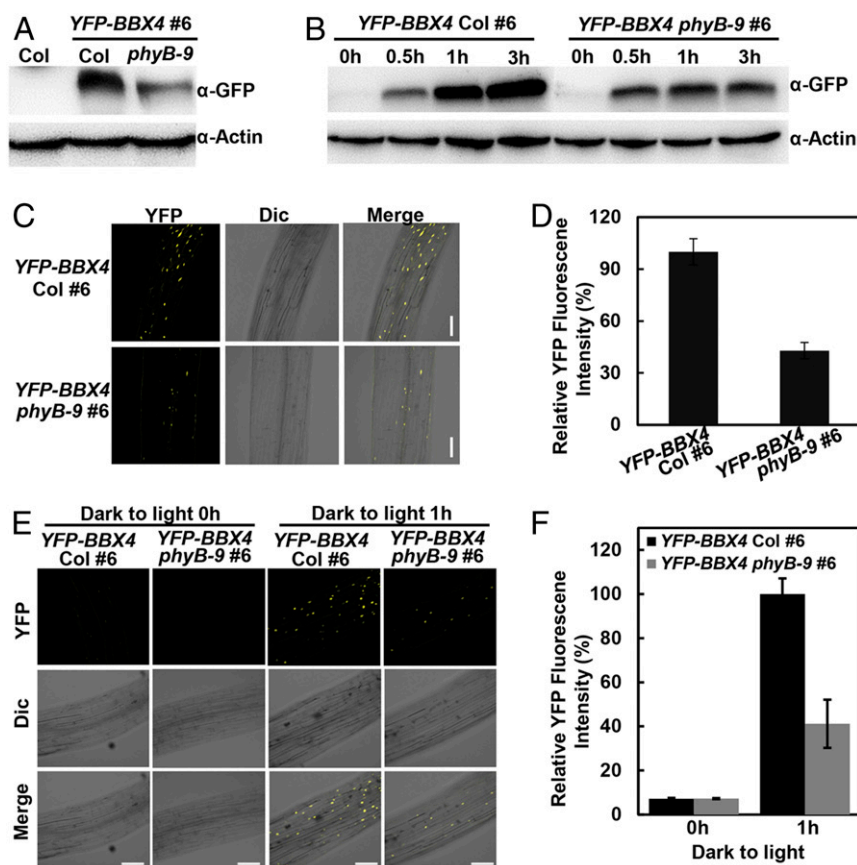 A
YFP-BBX4 #6
Col Col phyB-9
α-GFP
α-Actin
B
YFP-BBX4 Col #6 YFP-BBX4 phyB-9 #6
0h 0.5h 1h 3h 0h 0.5h 1h 3h
α-GFP
α-Actin
C
YFP Dic Merge
YFP-BBX4
Col #6
YFP-BBX4
phyB-9 #6
D
Relative YFP Fluorescene
Intensity (%)
120
90
60
30
0
YFP-BBX4
Col #6
YFP-BBX4
phyB-9 #6
E
Dark to light 0h Dark to light 1h
YFP-BBX4 YFP-BBX4 YFP-BBX4 YFP-BBX4
Col #6 phyB-9 #6 Col #6 phyB-9 #6
YFP
Dic
Merge
F
Relative YFP Fluorescene
Intensity (%)
120
100
80
60
40
20
0
YFP-BBX4 Col #6
YFP-BBX4 phyB-9 #6
0h 1h
Dark to light